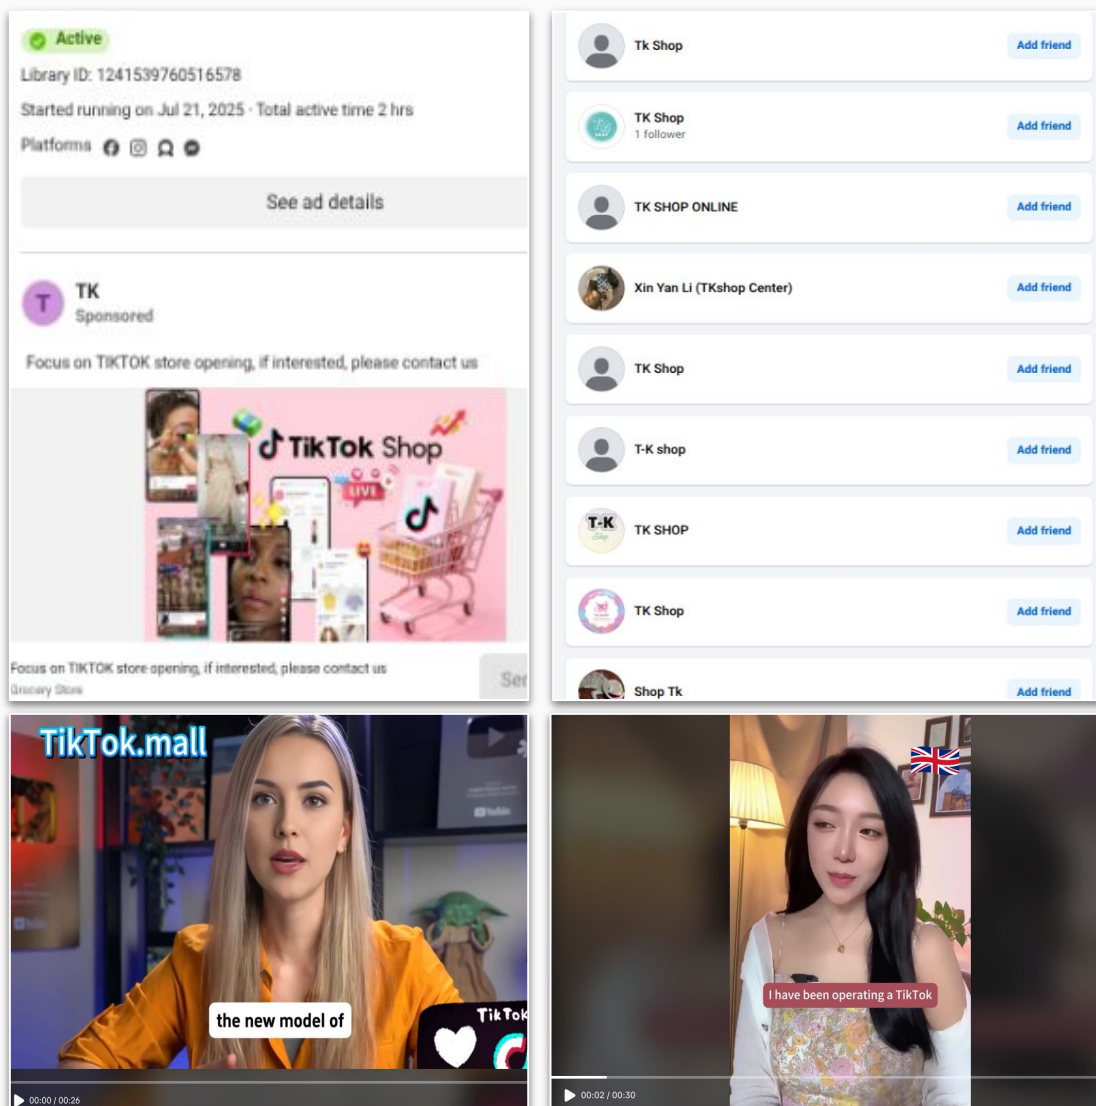 Active
Library ID: 1241539760516578
Started running on Jul 21, 2025 · Total active time 2 hrs
Platforms
See ad details
T
TK
Sponsored
Focus on TIKTOK store opening, if interested, please contact us
TikTok Shop
LIVE
Focus on TIKTOK store opening, if interested, please contact us
Grocery Store
Tk Shop
Add friend
TK Shop
1 follower
Add friend
TK SHOP ONLINE
Add friend
Xin Yan Li (TKshop Center)
Add friend
TK Shop
Add friend
T-K shop
Add friend
T-K
Shop
TK SHOP
Add friend
TK Shop
Add friend
Shop Tk
Add friend
TikTok.mall
YouTube
the new model of
TikTok
00:00 / 00:26
I have been operating a TikTok
00:02 / 00:30